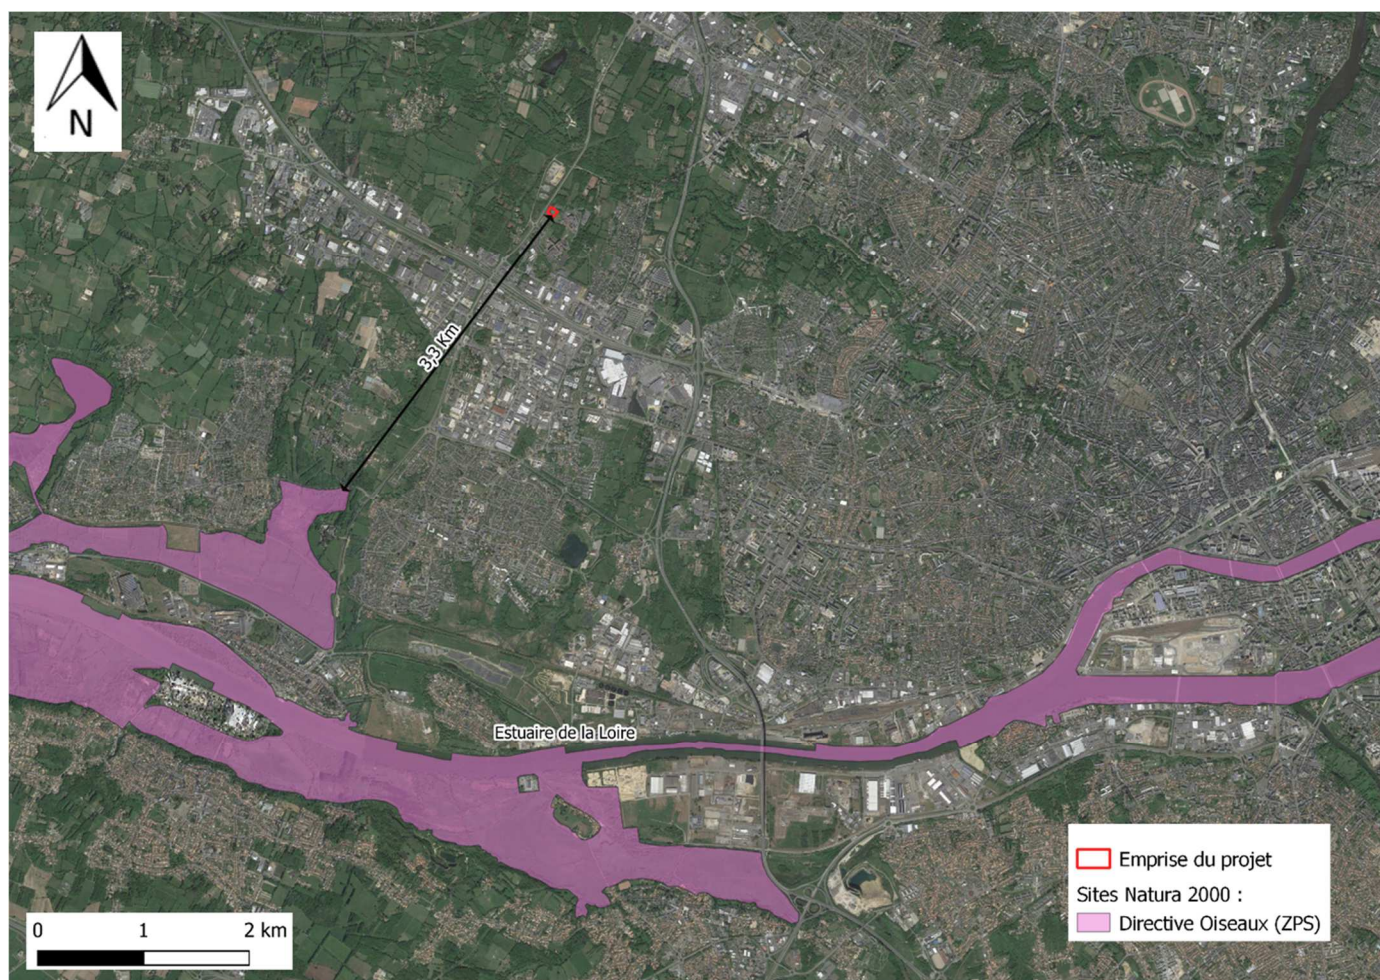 N
3,3 Km
Estuaire de la Loire
Emprise du projet
Sites Natura 2000 :
Directive Oiseaux (ZPS)
0 1 2 km